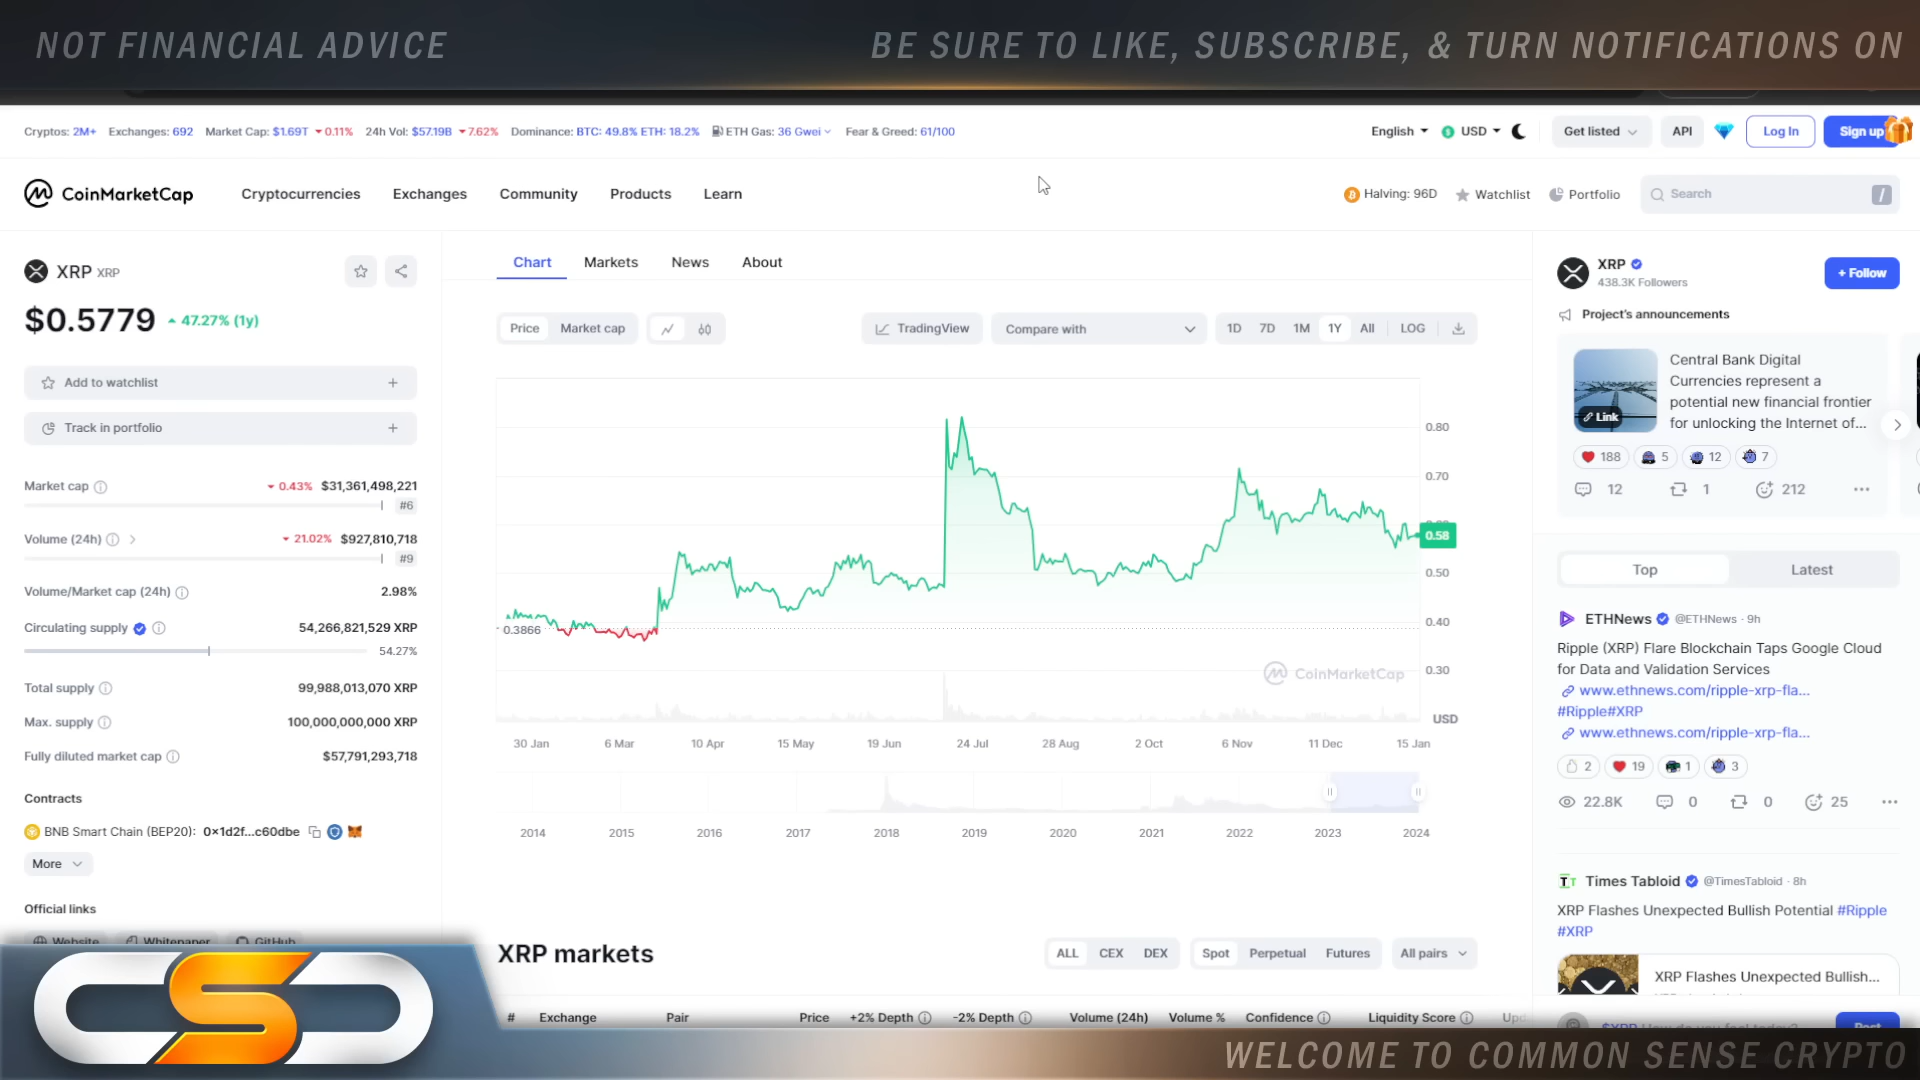 NOT FINANCIAL ADVICE
BE SURE TO LIKE, SUBSCRIBE, & TURN NOTIFICATIONS ON
Cryptos: 2M+ Exchanges: 692 Market Cap: $1.69T 0.11% 24h Vol: $57.19B 7.62% Dominance: BTC: 49.8% ETH: 18.2% ETH Gas: 36 Gwei Fear & Greed: 61/100
English USD Get listed API Log In Sign up
CoinMarketCap Cryptocurrencies Exchanges Community Products Learn
Halving: 96D Watchlist Portfolio Search /
XRP XRP
$0.5779 47.27% (1y)
Add to watchlist +
Track in portfolio +
Market cap 0.43% $31,361,498,221
#6
Volume (24h) 21.02% $927,810,718
#9
Volume/Market cap (24h) 2.98%
Circulating supply 54,266,821,529 XRP
54.27%
Total supply 99,988,013,070 XRP
Max. supply 100,000,000,000 XRP
Fully diluted market cap $57,791,293,718
Contracts
BNB Smart Chain (BEP20): 0x1d2f...c60dbe
More
Official links
Website Whitepaper GitHub
Chart Markets News About
Price Market cap TradingView Compare with 1D 7D 1M 1Y All LOG
0.80
0.70
0.58
0.50
0.40
0.30
0.3866
CoinMarketCap
USD
30 Jan 6 Mar 10 Apr 15 May 19 Jun 24 Jul 28 Aug 2 Oct 6 Nov 11 Dec 15 Jan
2014 2015 2016 2017 2018 2019 2020 2021 2022 2023 2024
XRP markets ALL CEX DEX Spot Perpetual Futures All pairs
# Exchange Pair Price +2% Depth -2% Depth Volume (24h) Volume % Confidence Liquidity Score
XRP
438.3K Followers
+ Follow
Project's announcements
Central Bank Digital
Currencies represent a
potential new financial frontier
for unlocking the Internet of...
Link
188 5 12 7
12 1 212
Top Latest
ETHNews @ETHNews · 9h
Ripple (XRP) Flare Blockchain Taps Google Cloud
for Data and Validation Services
www.ethnews.com/ripple-xrp-fla...
#Ripple#XRP
www.ethnews.com/ripple-xrp-fla...
2 19 1 3
22.8K 0 0 25
Times Tabloid @TimesTabloid · 8h
XRP Flashes Unexpected Bullish Potential #Ripple
#XRP
XRP Flashes Unexpected Bullish...
CSC
WELCOME TO COMMON SENSE CRYPTO